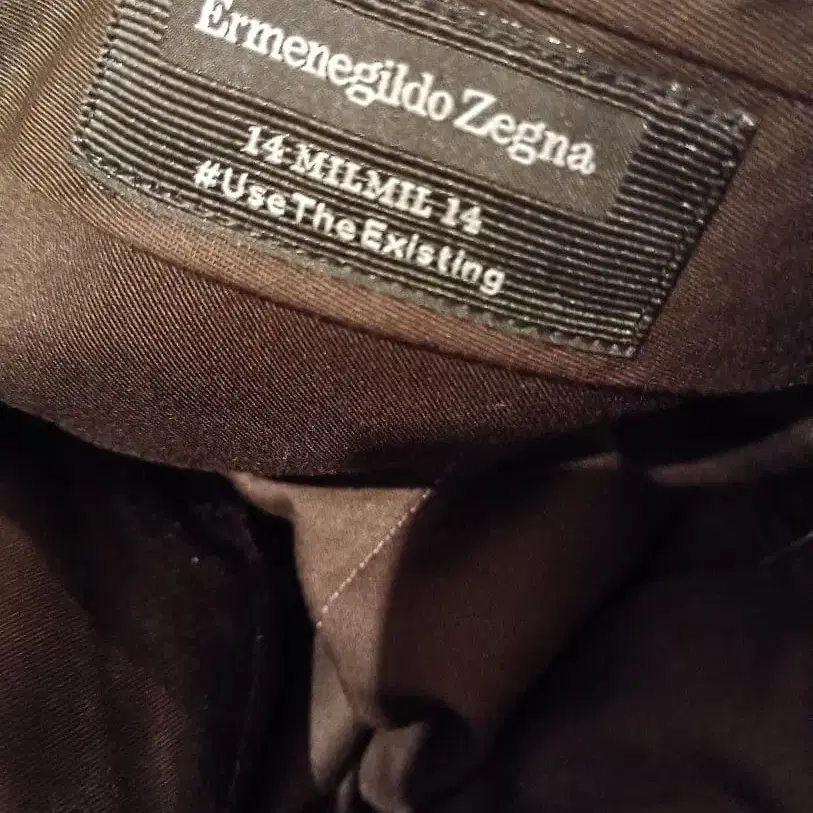 Ermenegildo Zegna
14 MILMIL 14
#UseTheExisting